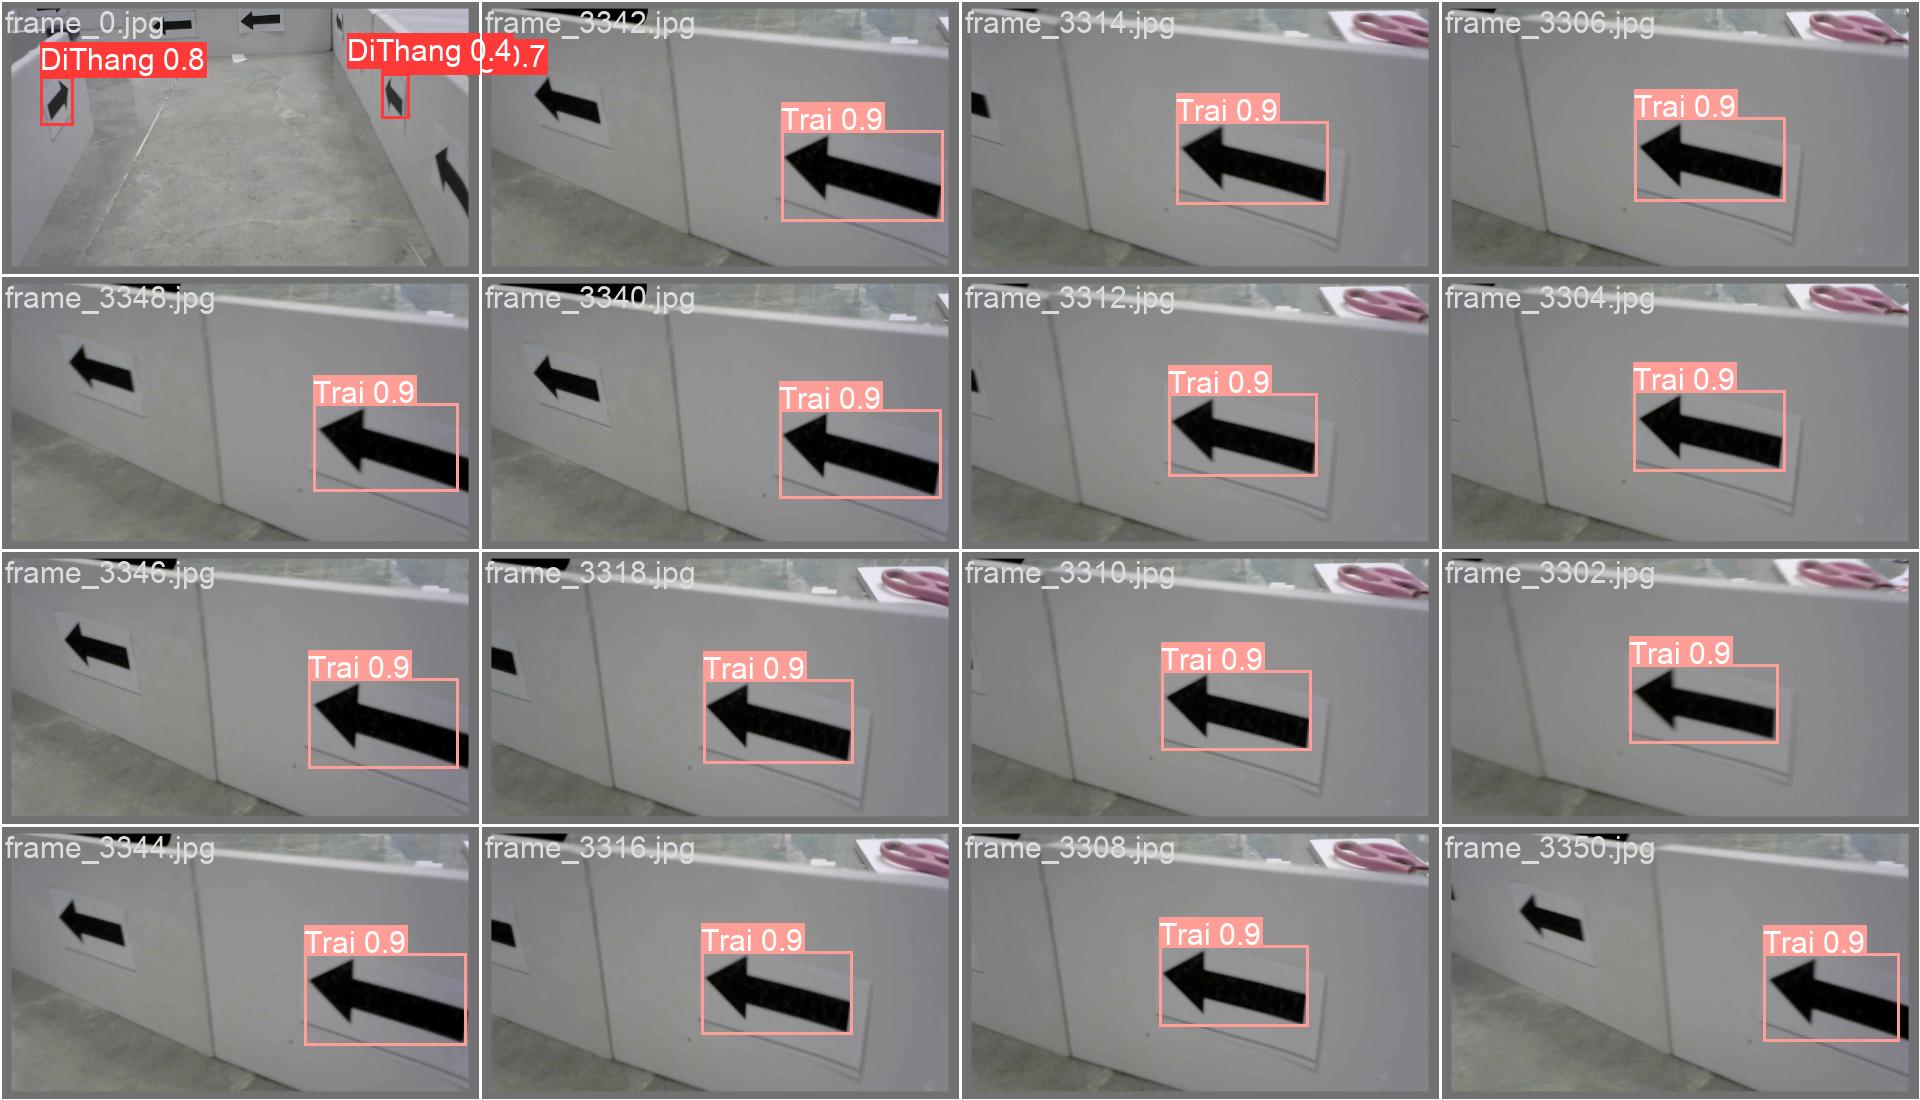 frame_0.jpg
DiThang 0.8
DiThang 0.4
0.7
frame_3342.jpg
Trai 0.9
frame_3314.jpg
Trai 0.9
frame_3306.jpg
Trai 0.9
frame_3348.jpg
Trai 0.9
frame_3340.jpg
Trai 0.9
frame_3312.jpg
Trai 0.9
frame_3304.jpg
Trai 0.9
frame_3346.jpg
Trai 0.9
frame_3318.jpg
Trai 0.9
frame_3310.jpg
Trai 0.9
frame_3302.jpg
Trai 0.9
frame_3344.jpg
Trai 0.9
frame_3316.jpg
Trai 0.9
frame_3308.jpg
Trai 0.9
frame_3350.jpg
Trai 0.9